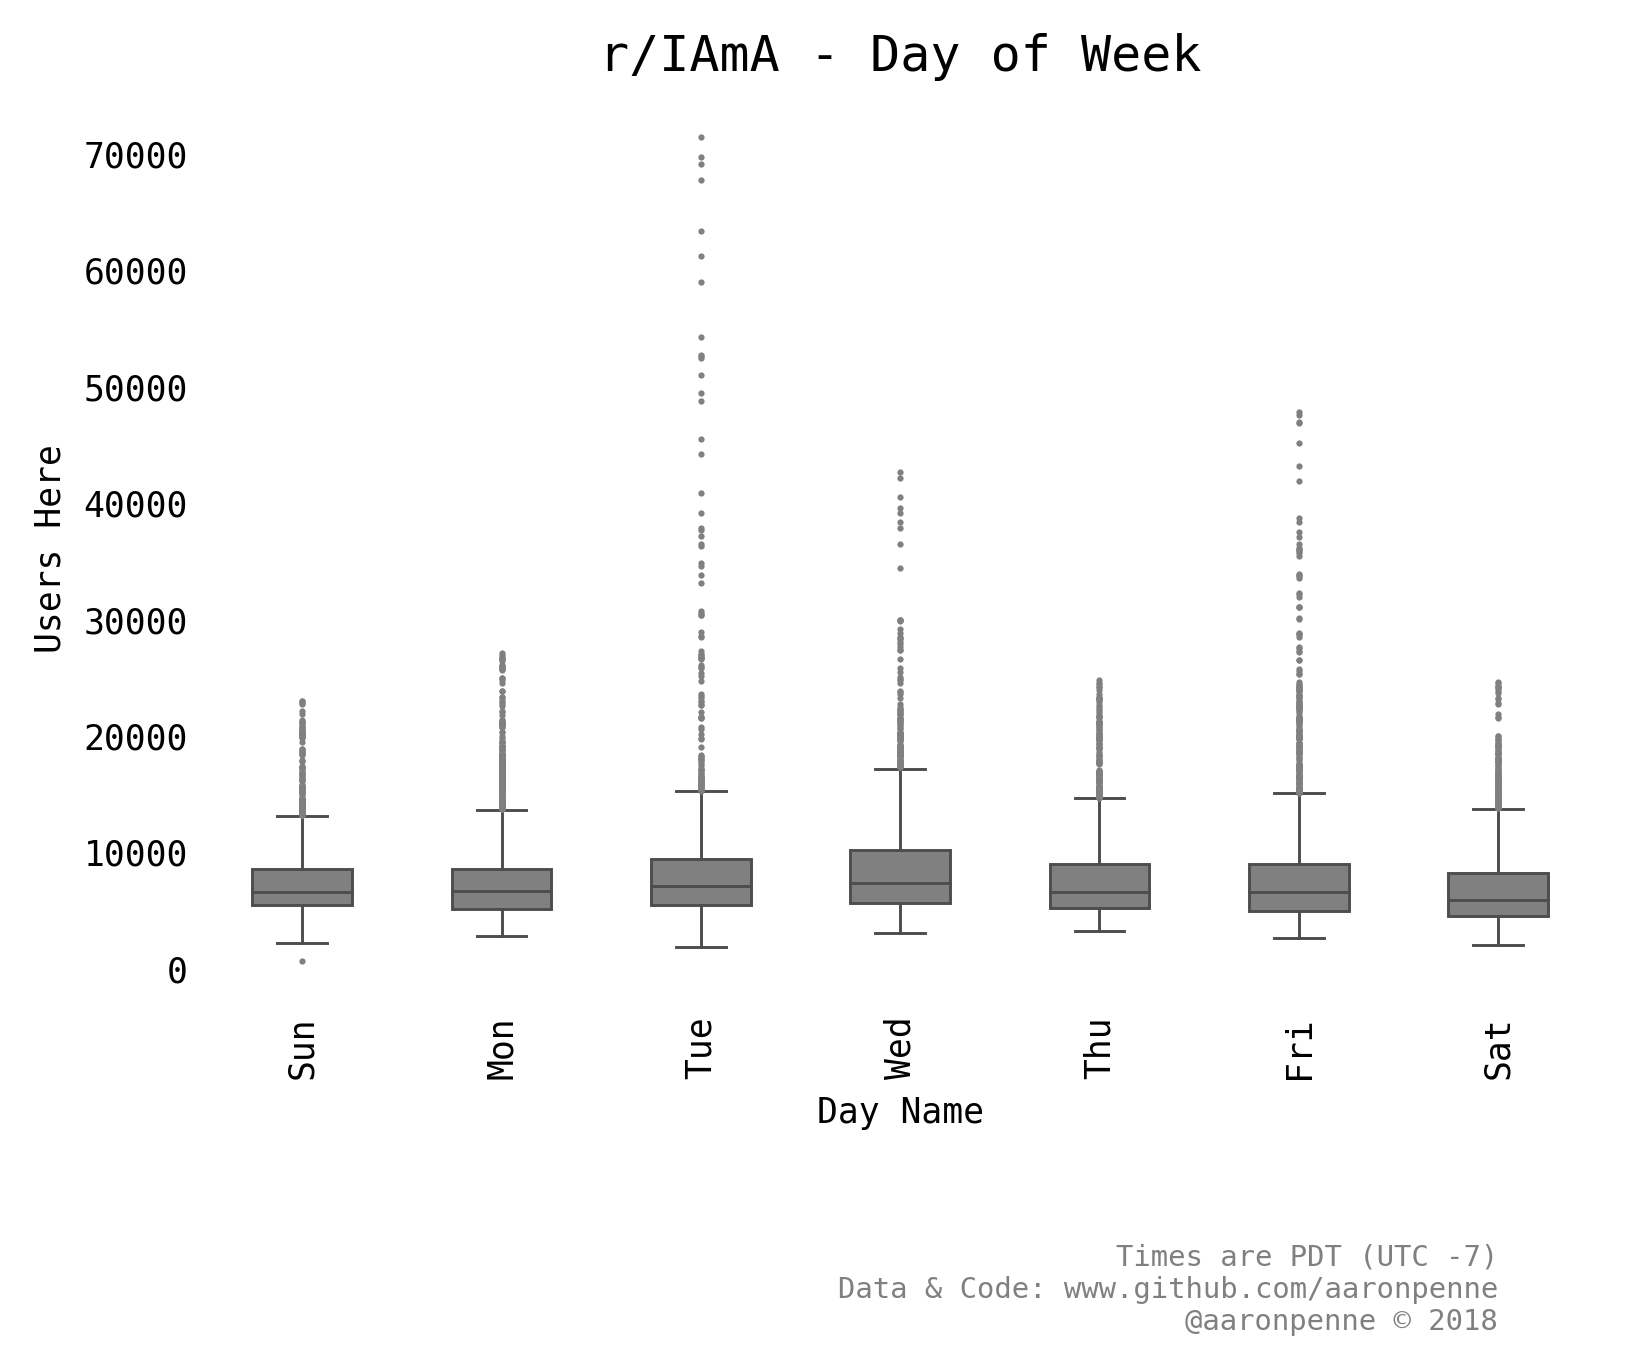 r/IAmA - Day of Week
70000
60000
50000
40000
30000
20000
10000
0
Users Here
Sun
Mon
Tue
Wed
Thu
Fri
Sat
Day Name
Times are PDT (UTC -7)
Data & Code: www.github.com/aaronpenne
@aaronpenne © 2018